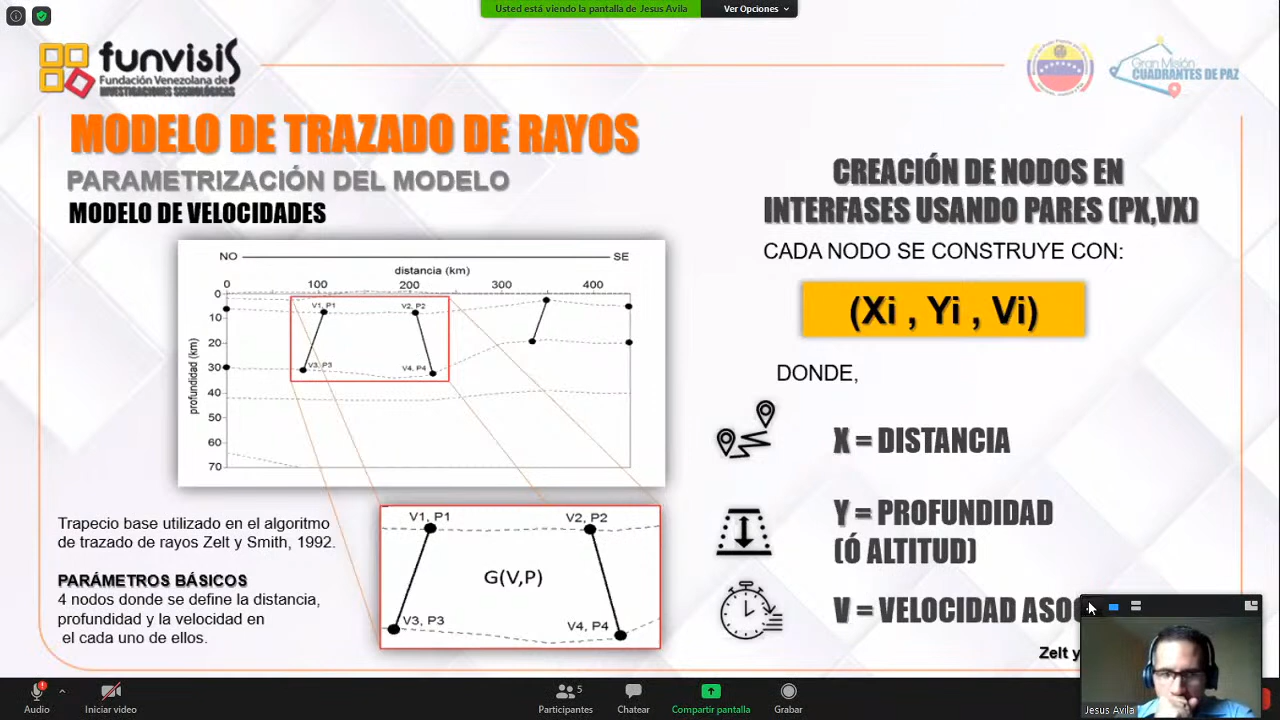 Usted está viendo la pantalla de Jesus Avila
Ver Opciones
funvisis
Fundación Venezolana de
INVESTIGACIONES SISMOLÓGICAS
Gran Misión
CUADRANTES DE PAZ
MODELO DE TRAZADO DE RAYOS
PARAMETRIZACIÓN DEL MODELO
MODELO DE VELOCIDADES
NO
SE
distancia (km)
0 100 200 300 400
profundidad (km)
0
10
20
30
40
50
60
70
V1, P1
V2, P2
V3, P3
V4, P4
Trapecio base utilizado en el algoritmo
de trazado de rayos Zelt y Smith, 1992.
PARÁMETROS BÁSICOS
4 nodos donde se define la distancia,
profundidad y la velocidad en
el cada uno de ellos.
V1, P1
V2, P2
G(V,P)
V3, P3
V4, P4
CREACIÓN DE NODOS EN
INTERFASES USANDO PARES (PX,VX)
CADA NODO SE CONSTRUYE CON:
(Xi , Yi , Vi)
DONDE,
X = DISTANCIA
Y = PROFUNDIDAD
(Ó ALTITUD)
V = VELOCIDAD ASO
Zelt y
Jesus Avila
Audio
Iniciar video
5
Participantes
Chatear
Compartir pantalla
Grabar